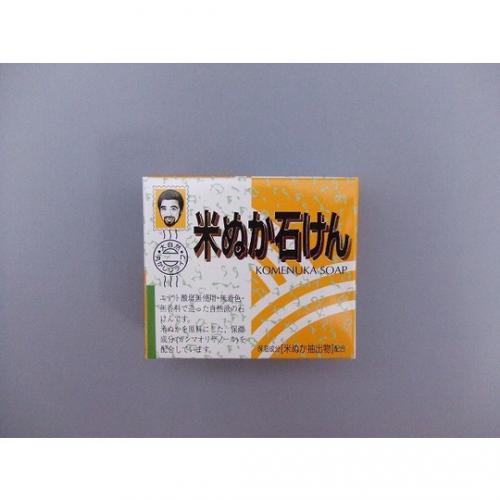 米ぬか石けん
KOMENUKA SOAP
エデト酸塩無使用・無着色・
無香料で造った自然派の石
けんです。
米ぬかを原料にした、保湿
成分(ガンマオリザノール)を
配合しています。
保湿成分[米ぬか抽出物]配合